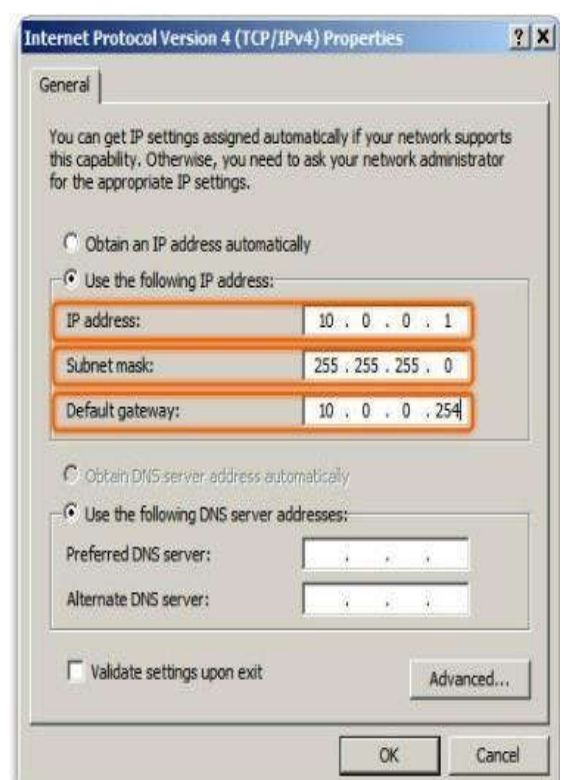 Internet Protocol Version 4 (TCP/IPv4) Properties
General
You can get IP settings assigned automatically if your network supports
this capability. Otherwise, you need to ask your network administrator
for the appropriate IP settings.
Obtain an IP address automatically
Use the following IP address:
IP address: 10 . 0 . 0 . 1
Subnet mask: 255 . 255 . 255 . 0
Default gateway: 10 . 0 . 0 . 254
Obtain DNS server address automatically
Use the following DNS server addresses:
Preferred DNS server: . . .
Alternate DNS server: . . .
Validate settings upon exit
Advanced...
OK Cancel